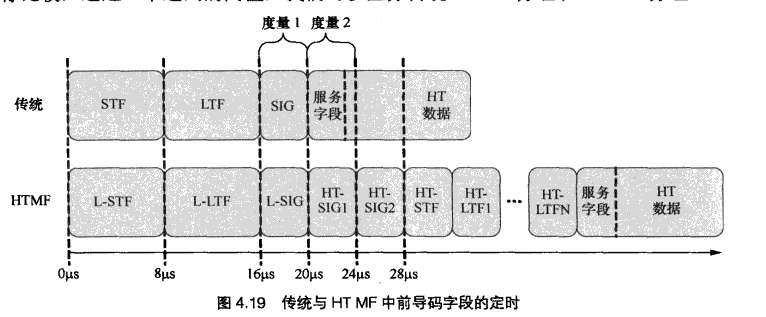 度量 1 度量 2
传统
STF
LTF
SIG
服务
字段
HT
数据
HTMF
L-STF
L-LTF
L-SIG
HT-
SIG1
HT-
SIG2
HT-
STF
HT-
LTF1
...
HT-
LTFN
服务
字段
HT
数据
0μs 8μs 16μs 20μs 24μs 28μs
图 4.19 传统与 HT MF 中前导码字段的定时